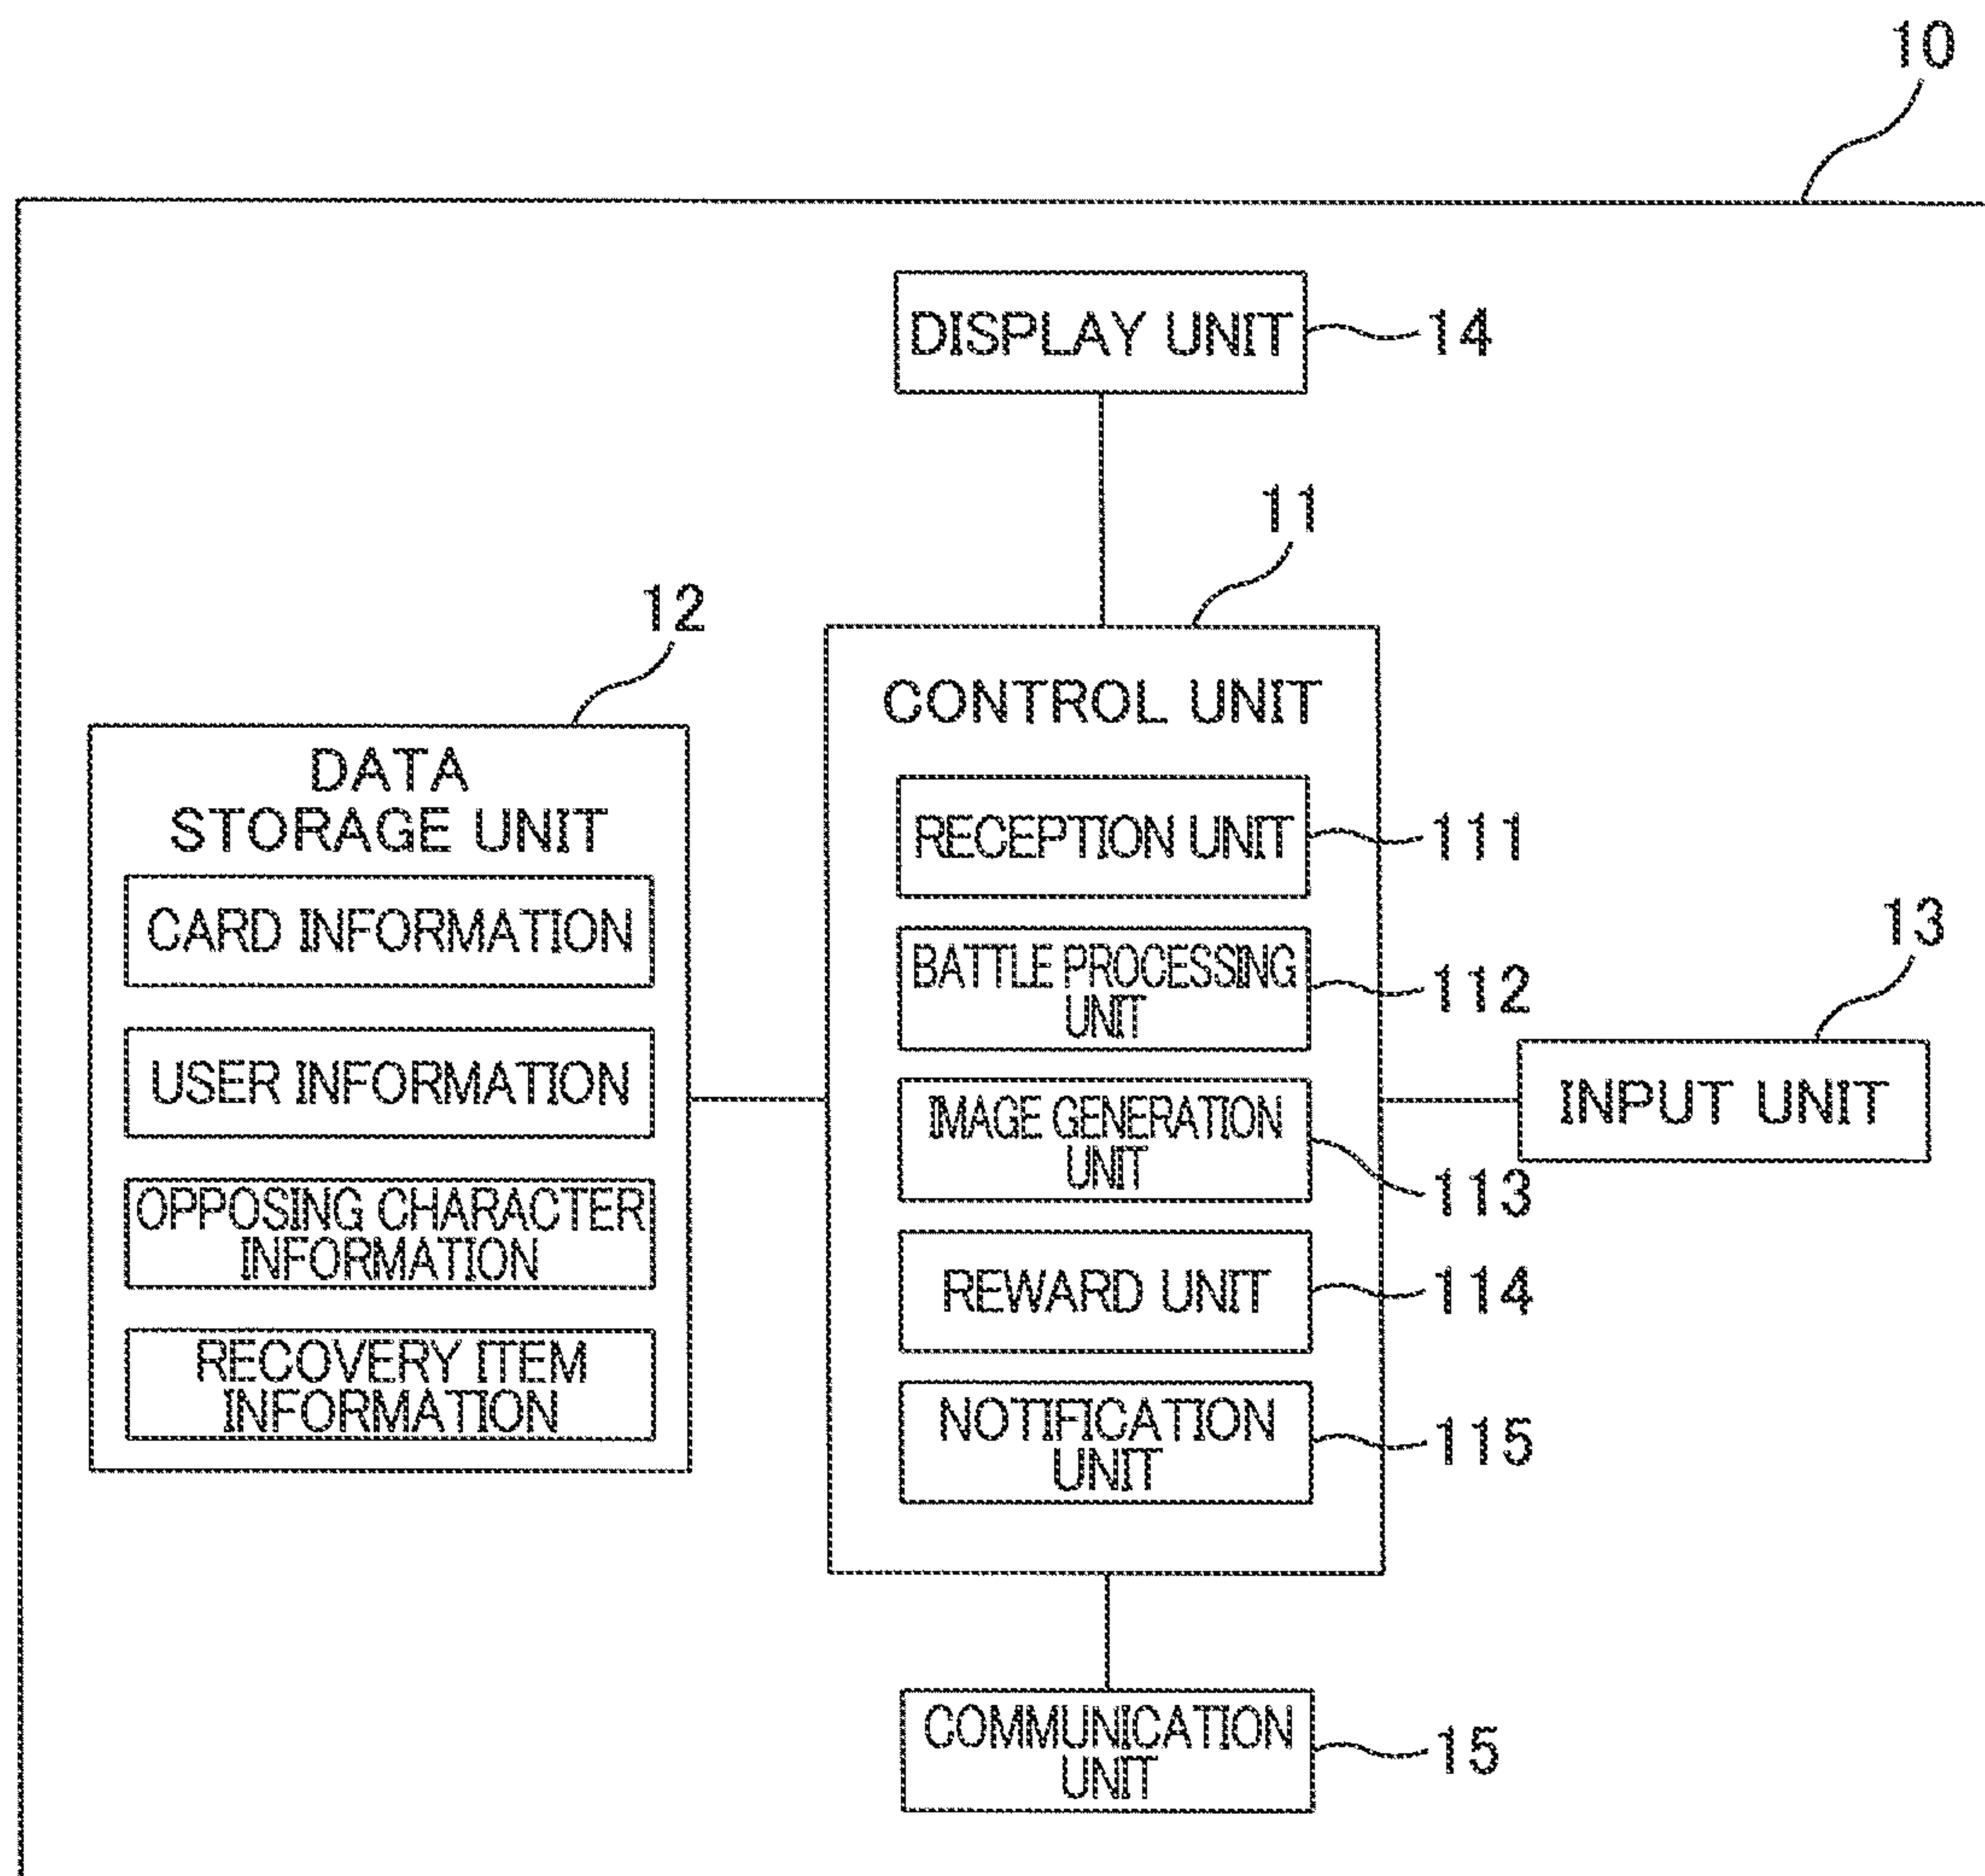 10
DISPLAY UNIT
14
11
12
CONTROL UNIT
DATA
STORAGE UNIT
CARD INFORMATION
USER INFORMATION
OPPOSING CHARACTER
INFORMATION
RECOVERY ITEM
INFORMATION
RECEPTION UNIT
111
BATTLE PROCESSING
UNIT
112
IMAGE GENERATION
UNIT
113
REWARD UNIT
114
NOTIFICATION
UNIT
115
13
INPUT UNIT
COMMUNICATION
UNIT
15